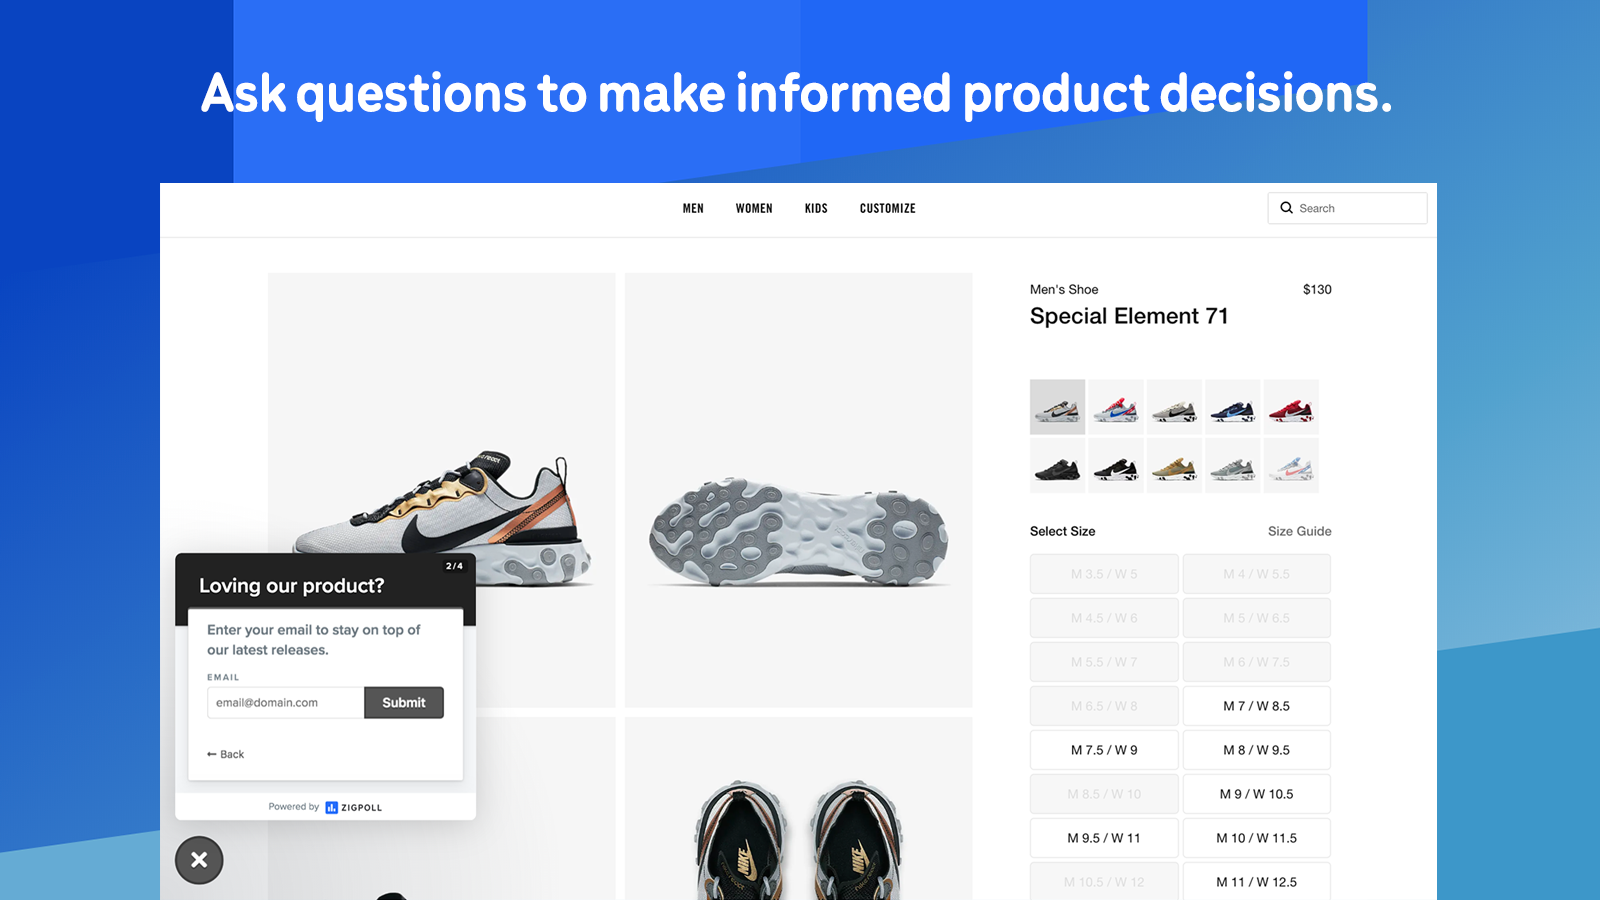 Ask questions to make informed product decisions.
MEN WOMEN KIDS CUSTOMIZE
Search
Men's Shoe $130
Special Element 71
Select Size Size Guide
M 3.5 / W 5 M 4 / W 5.5
M 4.5 / W 6 M 5 / W 6.5
M 5.5 / W 7 M 6 / W 7.5
M 6.5 / W 8 M 7 / W 8.5
M 7.5 / W 9 M 8 / W 9.5
M 8.5 / W 10 M 9 / W 10.5
M 9.5 / W 11 M 10 / W 11.5
M 10.5 / W 12 M 11 / W 12.5
2/4
Loving our product?
Enter your email to stay on top of
our latest releases.
EMAIL
email@domain.com Submit
← Back
Powered by ZIGPOLL
NIKE
NIKE